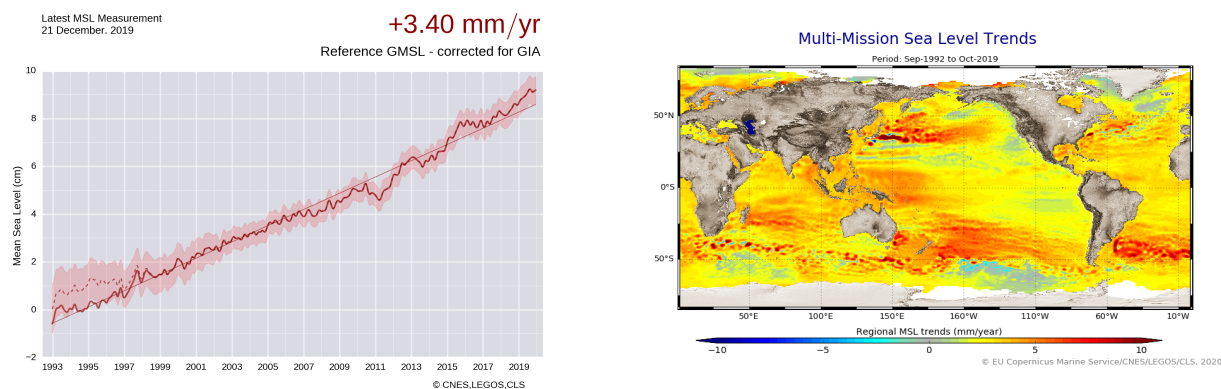 Latest MSL Measurement
21 December. 2019
+3.40 mm/yr
Reference GMSL - corrected for GIA
Mean Sea Level (cm)
10
8
6
4
2
0
−2
1993 1995 1997 1999 2001 2003 2005 2007 2009 2011 2013 2015 2017 2019
© CNES,LEGOS,CLS
Multi-Mission Sea Level Trends
Period: Sep-1992 to Oct-2019
50°N
0°S
50°S
50°E 100°E 150°E 160°W 110°W 60°W 10°W
Regional MSL trends (mm/year)
−10 −5 0 5 10
© EU Copernicus Marine Service/CNES/LEGOS/CLS, 2020